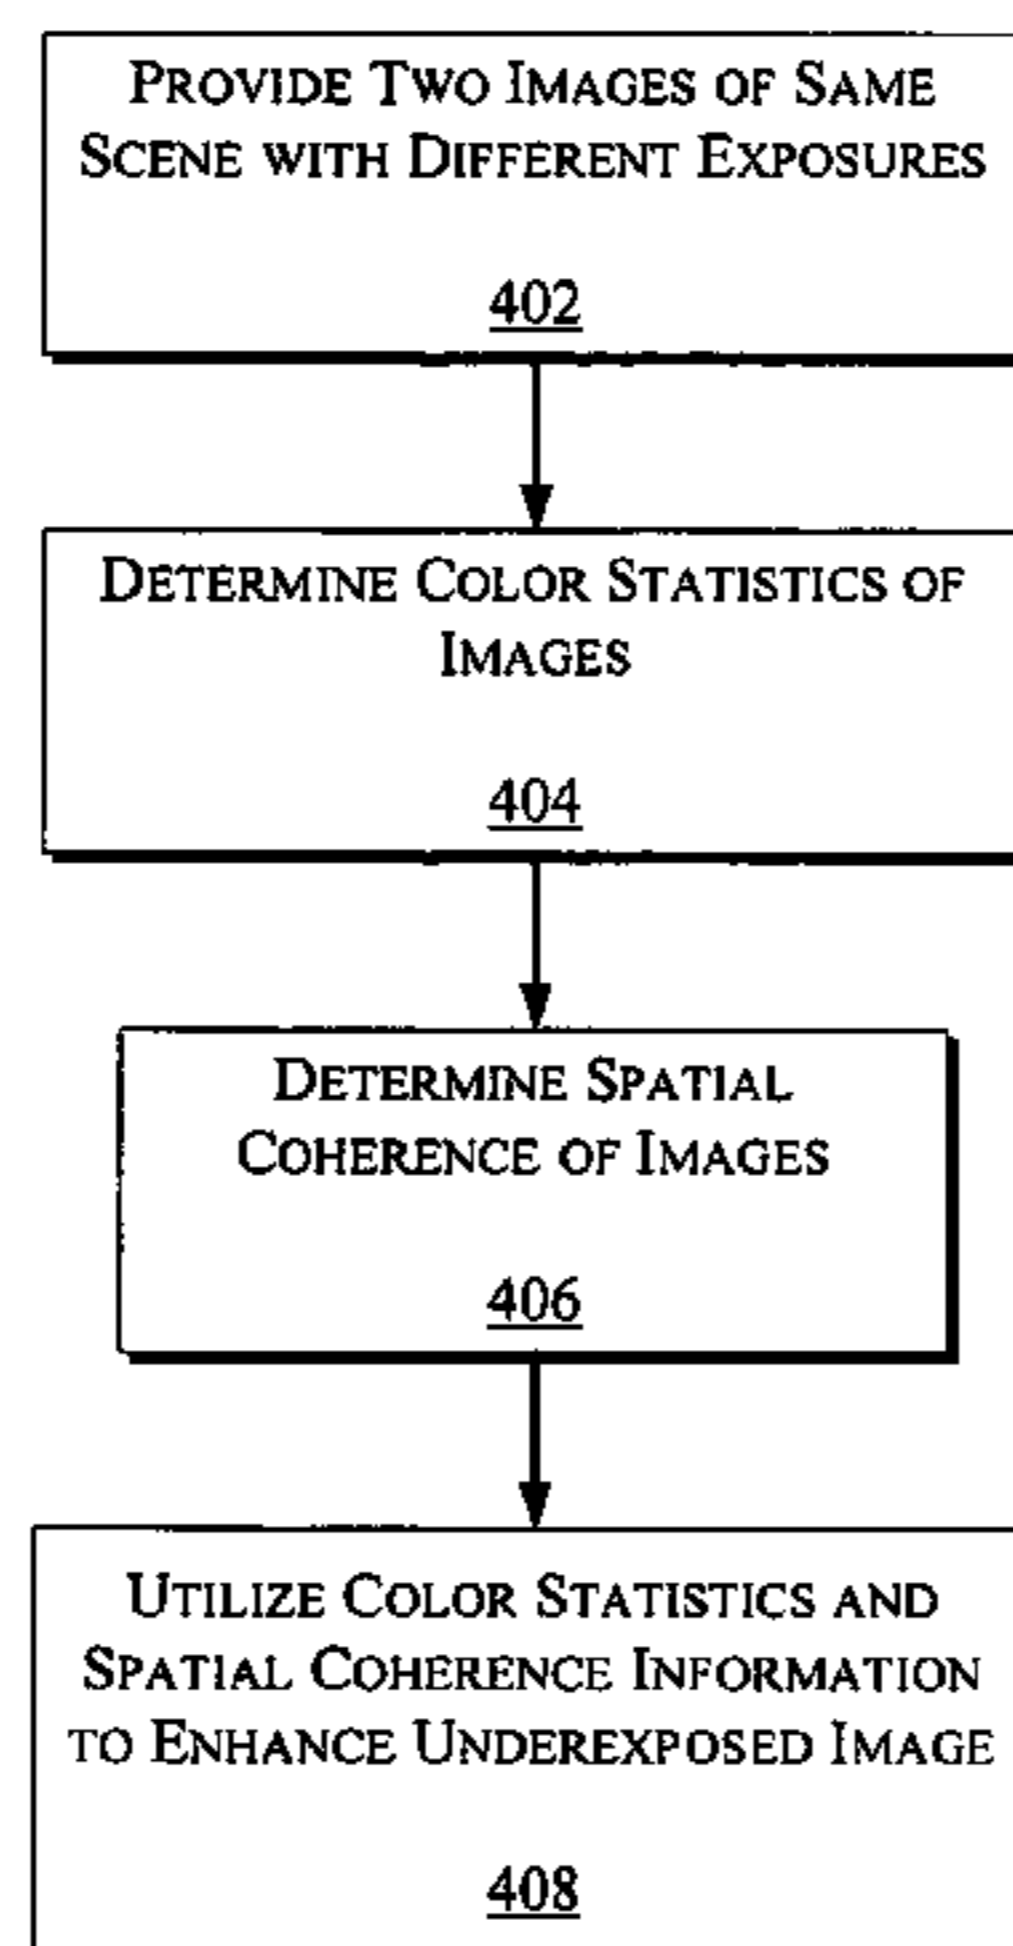 PROVIDE TWO IMAGES OF SAME
SCENE WITH DIFFERENT EXPOSURES
402
DETERMINE COLOR STATISTICS OF
IMAGES
404
DETERMINE SPATIAL
COHERENCE OF IMAGES
406
UTILIZE COLOR STATISTICS AND
SPATIAL COHERENCE INFORMATION
TO ENHANCE UNDEREXPOSED IMAGE
408